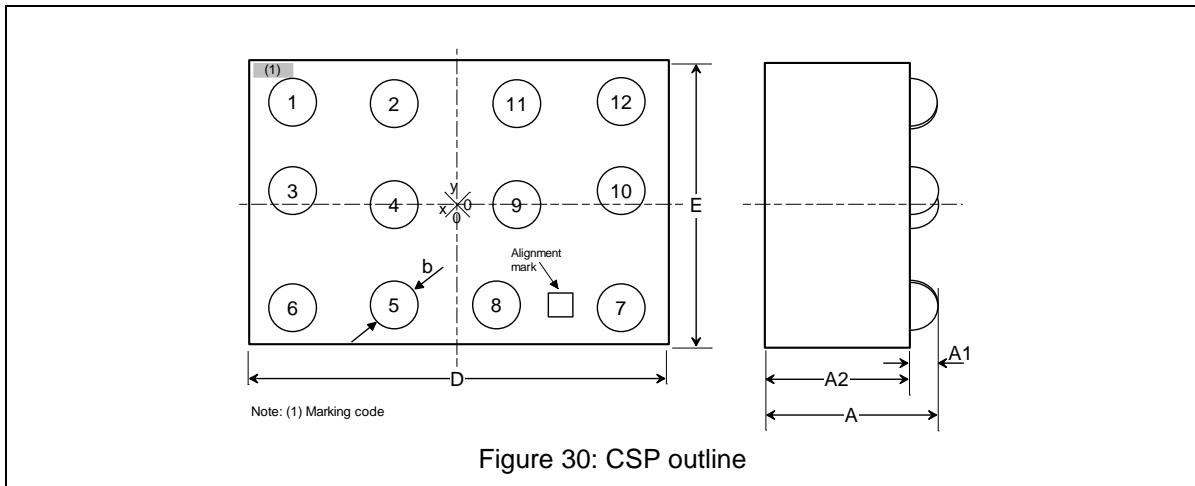 (1)
1 2 11 12
3 4 9 10
y
x 0
0
E
Alignment
mark
b
6 5 8 7
A1
D
A2
A
Note: (1) Marking code
Figure 30: CSP outline